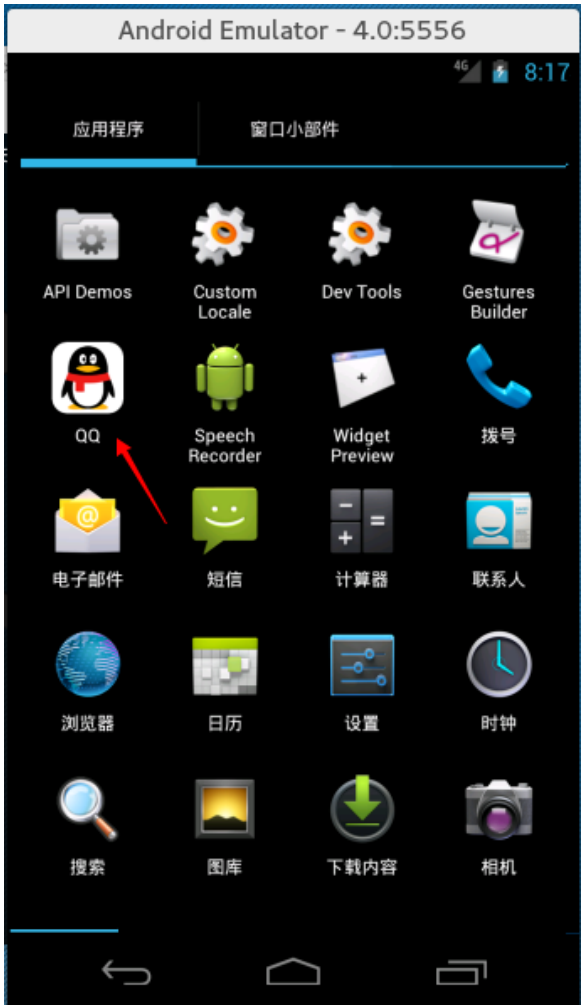 Android Emulator - 4.0:5556
4G 8:17
应用程序 窗口小部件
API Demos
Custom
Locale
Dev Tools
Gestures
Builder
QQ
Speech
Recorder
Widget
Preview
拨号
电子邮件
短信
计算器
联系人
浏览器
日历
设置
时钟
搜索
图库
下载内容
相机